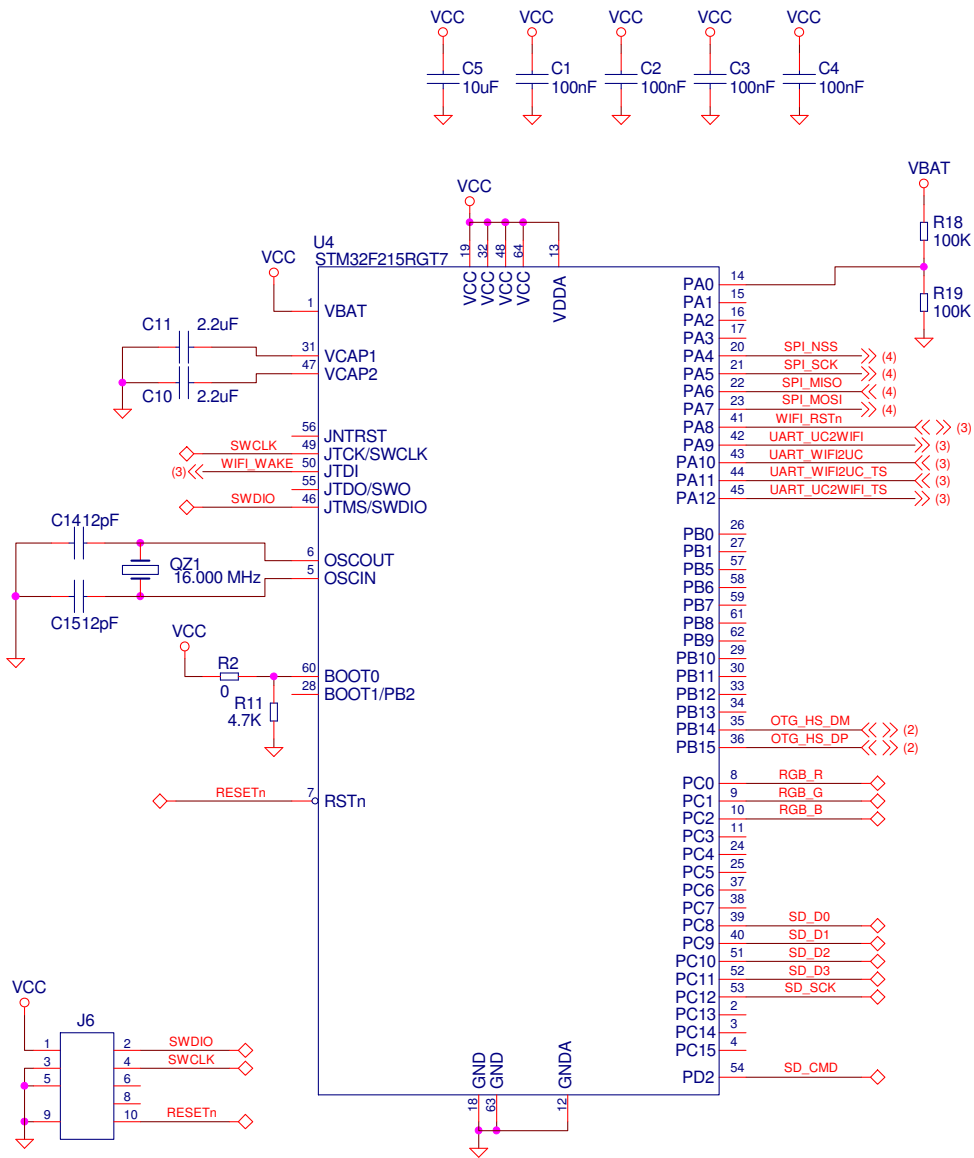 VCC VCC VCC VCC VCC
C5 C1 C2 C3 C4
10uF 100nF 100nF 100nF 100nF
VBAT
R18
100K
R19
100K
VCC
19 32 48 64 13
VCC VCC VCC VCC VDDA
U4
STM32F215RGT7
VCC
1 VBAT
C11 2.2uF
31 VCAP1
47 VCAP2
C10 2.2uF
56 JNTRST
SWCLK 49 JTCK/SWCLK
(3) WIFI_WAKE 50 JTDI
55 JTDO/SWO
SWDIO 46 JTMS/SWDIO
C1412pF
6 OSCOUT
QZ1
16.000 MHz
5 OSCIN
C1512pF
VCC
R2
0
60 BOOT0
28 BOOT1/PB2
R11
4.7K
RESETn 7 RSTn
PA0 14
PA1 15
PA2 16
PA3 17
PA4 20 SPI_NSS (4)
PA5 21 SPI_SCK (4)
PA6 22 SPI_MISO (4)
PA7 23 SPI_MOSI (4)
PA8 41 WIFI_RSTn (3)
PA9 42 UART_UC2WIFI (3)
PA10 43 UART_WIFI2UC (3)
PA11 44 UART_WIFI2UC_TS (3)
PA12 45 UART_UC2WIFI_TS (3)
PB0 26
PB1 27
PB5 57
PB6 58
PB7 59
PB8 61
PB9 62
PB10 29
PB11 30
PB12 33
PB13 34
PB14 35 OTG_HS_DM (2)
PB15 36 OTG_HS_DP (2)
PC0 8 RGB_R
PC1 9 RGB_G
PC2 10 RGB_B
PC3 11
PC4 24
PC5 25
PC6 37
PC7 38
PC8 39 SD_D0
PC9 40 SD_D1
PC10 51 SD_D2
PC11 52 SD_D3
PC12 53 SD_SCK
PC13 2
PC14 3
PC15 4
PD2 54 SD_CMD
GND GND GNDA
18 63 12
VCC
J6
1 2 SWDIO
3 4 SWCLK
5 6
8
9 10 RESETn